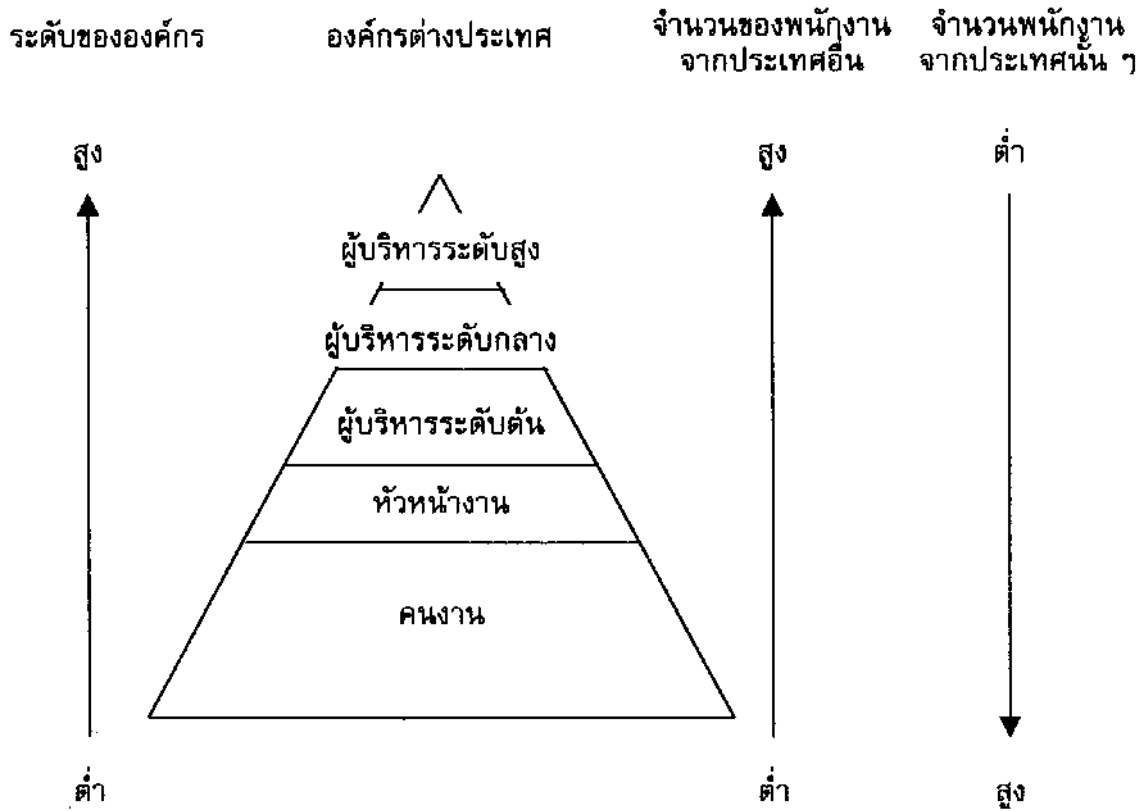 ระดับขององค์กร
องค์กรต่างประเทศ
จำนวนของพนักงาน
จากประเทศอื่น
จำนวนพนักงาน
จากประเทศนั้น ๆ
สูง
สูง
ต่ำ
ผู้บริหารระดับสูง
ผู้บริหารระดับกลาง
ผู้บริหารระดับต้น
หัวหน้างาน
คนงาน
ต่ำ
ต่ำ
สูง